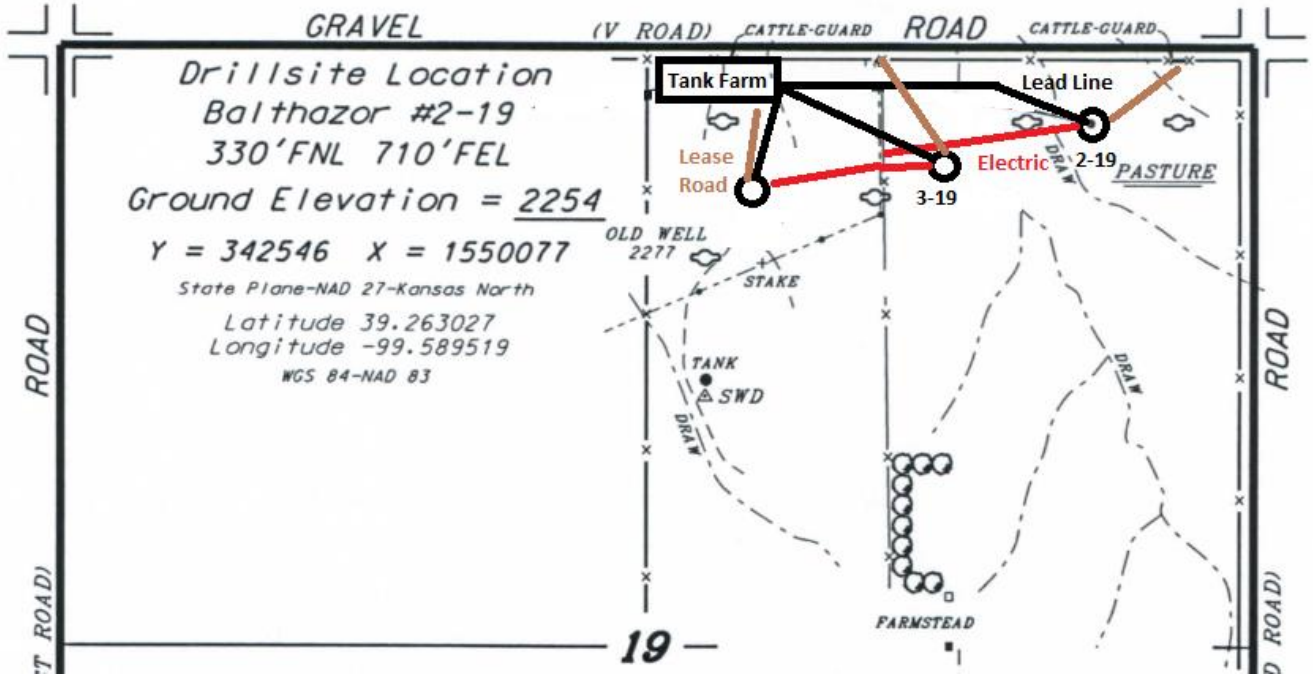 GRAVEL (V ROAD) CATTLE-GUARD ROAD CATTLE-GUARD
Drillsite Location
Balthazor #2-19
330'FNL 710'FEL
Ground Elevation = 2254
Y = 342546 X = 1550077
State Plane-NAD 27-Kansas North
Latitude 39.263027
Longitude -99.589519
WGS 84-NAD 83
Tank Farm
Lead Line
Lease
Road
Electric
2-19
3-19
DRAW
PASTURE
OLD WELL
2277
STAKE
ROAD
ROAD
TANK
SWD
DRAW
DRAW
FARMSTEAD
19
ROAD)
ROAD)